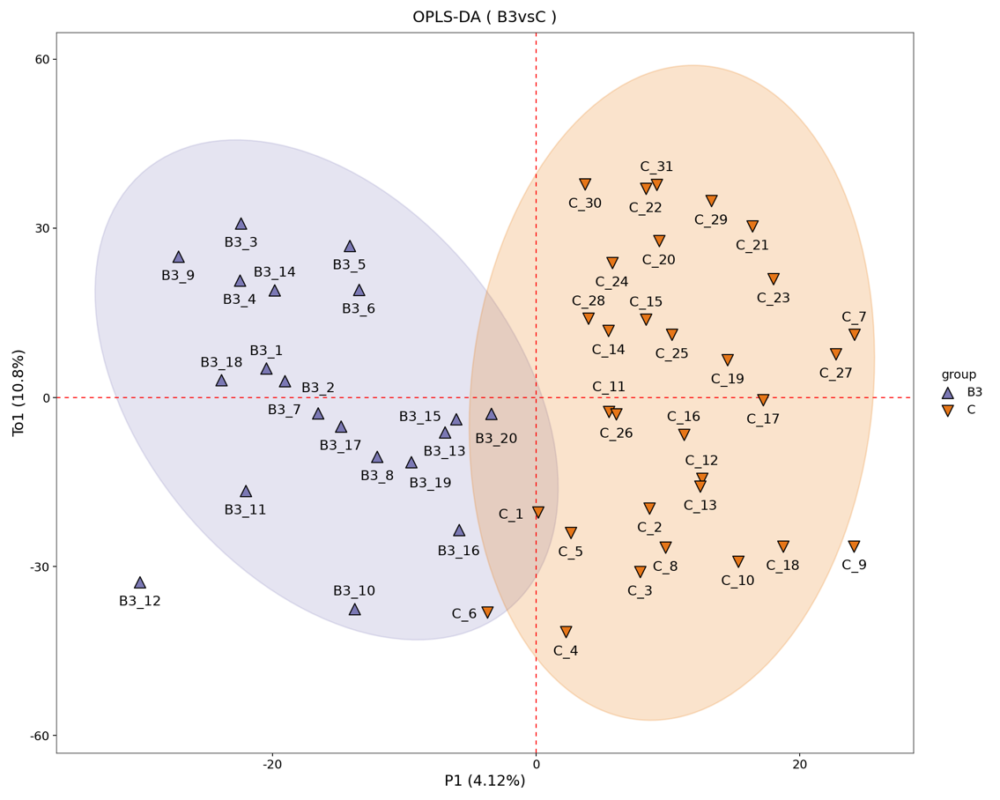 OPLS-DA ( B3vsC )
60
C_31
C_30
C_22
C_29
30
B3_3
C_21
B3_5
C_20
B3_9
B3_14
C_24
B3_4
C_28
C_15
C_23
B3_6
C_7
C_14
C_25
B3_1
B3_18
C_27
C_19
B3_2
C_11
0
B3_7
B3_15
C_16
C_17
C_26
B3_20
B3_17
B3_13
C_12
B3_8
B3_19
C_13
B3_11
C_1
C_2
B3_16
C_5
C_8
C_18
C_9
-30
C_10
B3_10
C_3
B3_12
C_6
C_4
-60
-20
0
20
P1 (4.12%)
To1 (10.8%)
group
B3
C